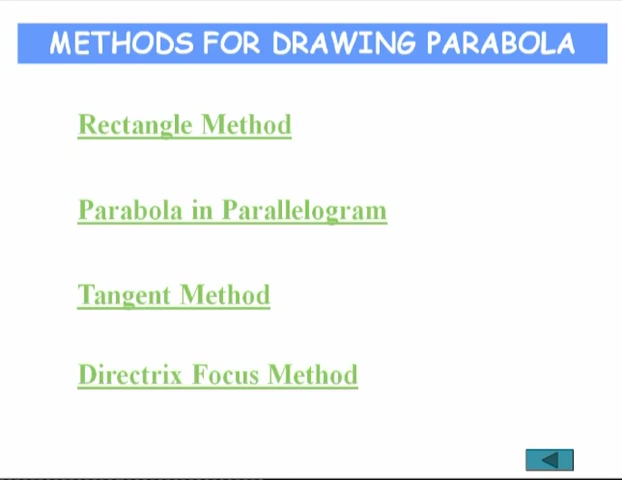 METHODS FOR DRAWING PARABOLA
Rectangle Method
Parabola in Parallelogram
Tangent Method
Directrix Focus Method